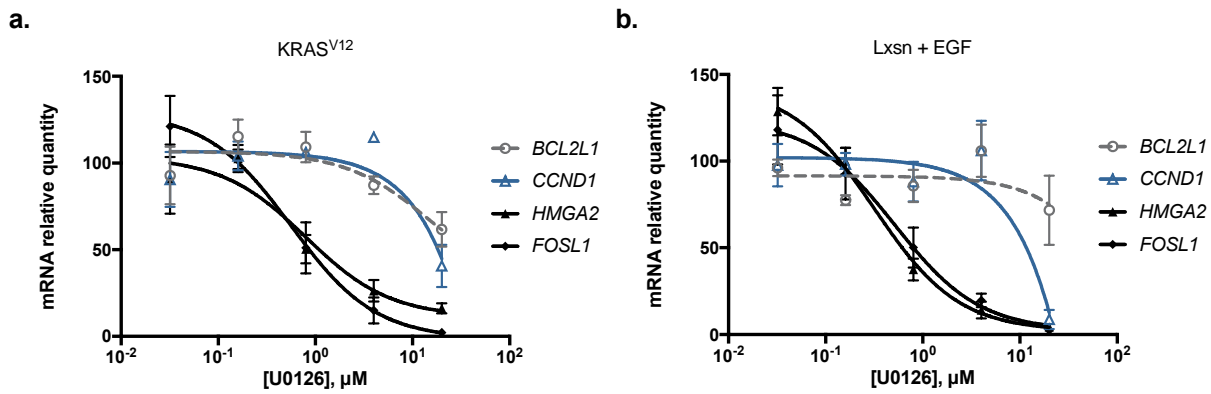 a.
KRAS^V12
mRNA relative quantity
150
100
50
0
10^-2
10^-1
10^0
10^1
10^2
[U0126], μM
BCL2L1
CCND1
HMGA2
FOSL1
b.
Lxsn + EGF
mRNA relative quantity
150
100
50
0
10^-2
10^-1
10^0
10^1
10^2
[U0126], μM
BCL2L1
CCND1
HMGA2
FOSL1